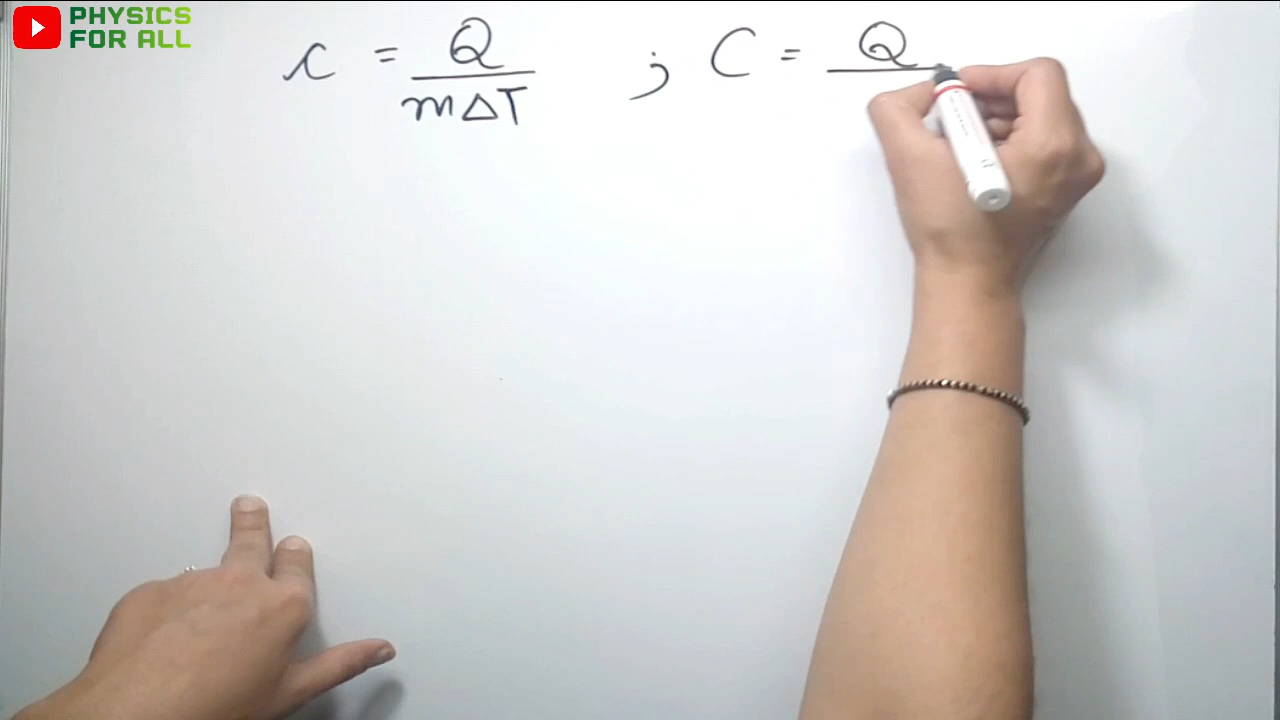 PHYSICS
FOR ALL
c = Q / mΔT ; C = Q